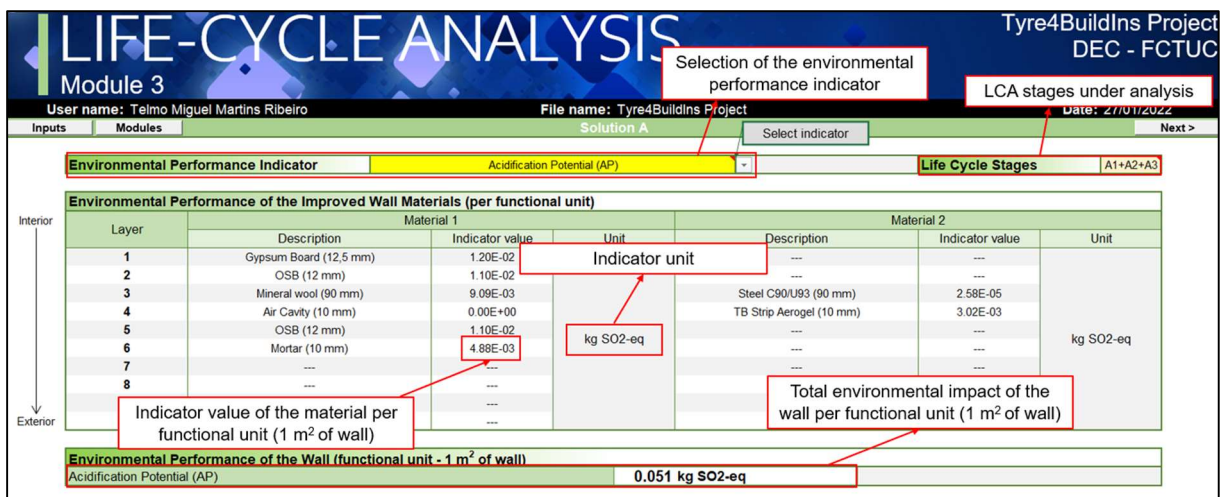 LIFE-CYCLE ANALYSIS
Module 3
Tyre4BuildIns Project
DEC - FCTUC
Selection of the environmental
performance indicator
LCA stages under analysis
User name: Telmo Miguel Martins Ribeiro File name: Tyre4BuildIns Project Date: 27/01/2022
Inputs Modules Solution A Select indicator Next >
Environmental Performance Indicator Acidification Potential (AP) Life Cycle Stages A1+A2+A3
Environmental Performance of the Improved Wall Materials (per functional unit)
Interior
Layer Material 1 Material 2
Description Indicator value Unit Description Indicator value Unit
1 Gypsum Board (12,5 mm) 1.20E-02 --- ---
Indicator unit
2 OSB (12 mm) 1.10E-02 --- ---
3 Mineral wool (90 mm) 9.09E-03 Steel C90/U93 (90 mm) 2.58E-05
4 Air Cavity (10 mm) 0.00E+00 TB Strip Aerogel (10 mm) 3.02E-03
5 OSB (12 mm) 1.10E-02 --- ---
kg SO2-eq kg SO2-eq
6 Mortar (10 mm) 4.88E-03 --- ---
7 --- --- --- ---
8 --- ---
---
---
Exterior
Indicator value of the material per
functional unit (1 m² of wall)
Total environmental impact of the
wall per functional unit (1 m² of wall)
Environmental Performance of the Wall (functional unit - 1 m² of wall)
Acidification Potential (AP) 0.051 kg SO2-eq